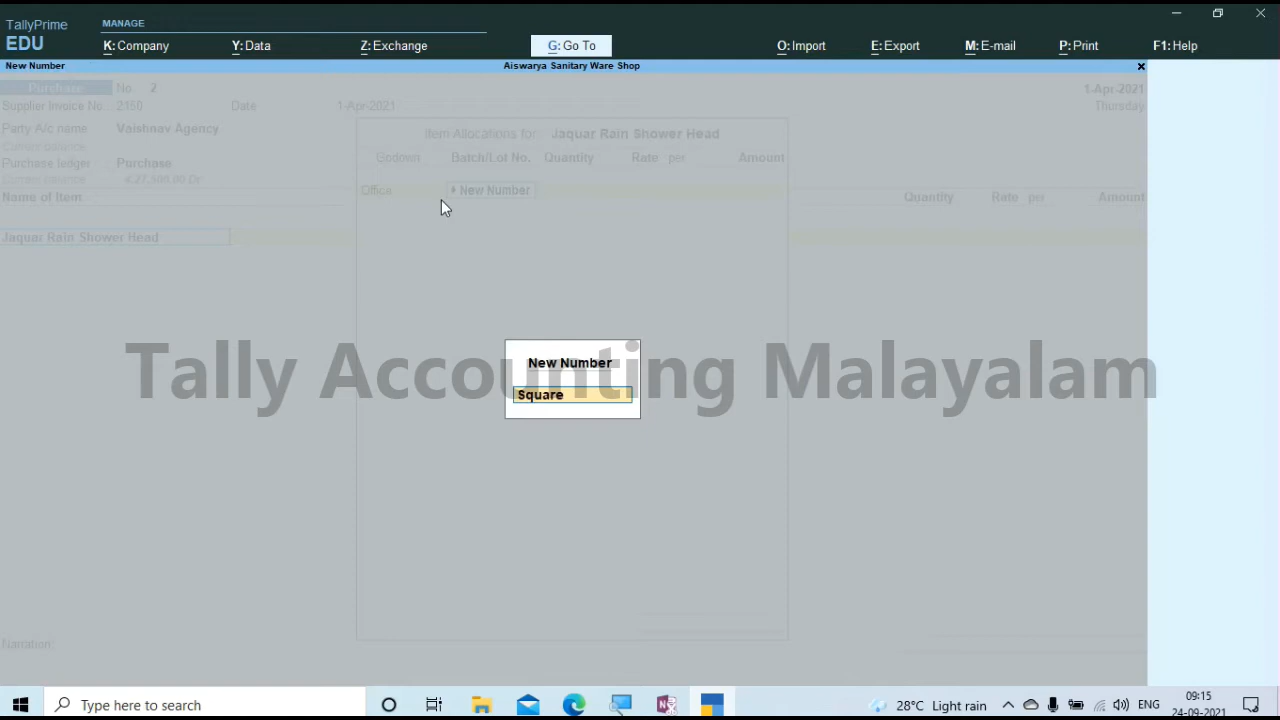 TallyPrime
EDU
MANAGE
K: Company
Y: Data
Z: Exchange
G: Go To
O: Import
E: Export
M: E-mail
P: Print
F1: Help
New Number
Aiswarya Sanitary Ware Shop
Purchase No 2
1-Apr-2021
Supplier Invoice No. 2150 Date 1-Apr-2021
Thursday
Party A/c name Vaishnav Agency
Current balance
Purchase ledger Purchase
Current balance 4,27,500.00 Dr
Name of Item Quantity Rate per Amount
Jaquar Rain Shower Head
Item Allocations for: Jaquar Rain Shower Head
Godown Batch/Lot No. Quantity Rate per Amount
Office New Number
New Number
Square
Tally Accounting Malayalam
Narration:
Type here to search
28°C Light rain
ENG
09:15
24-09-2021